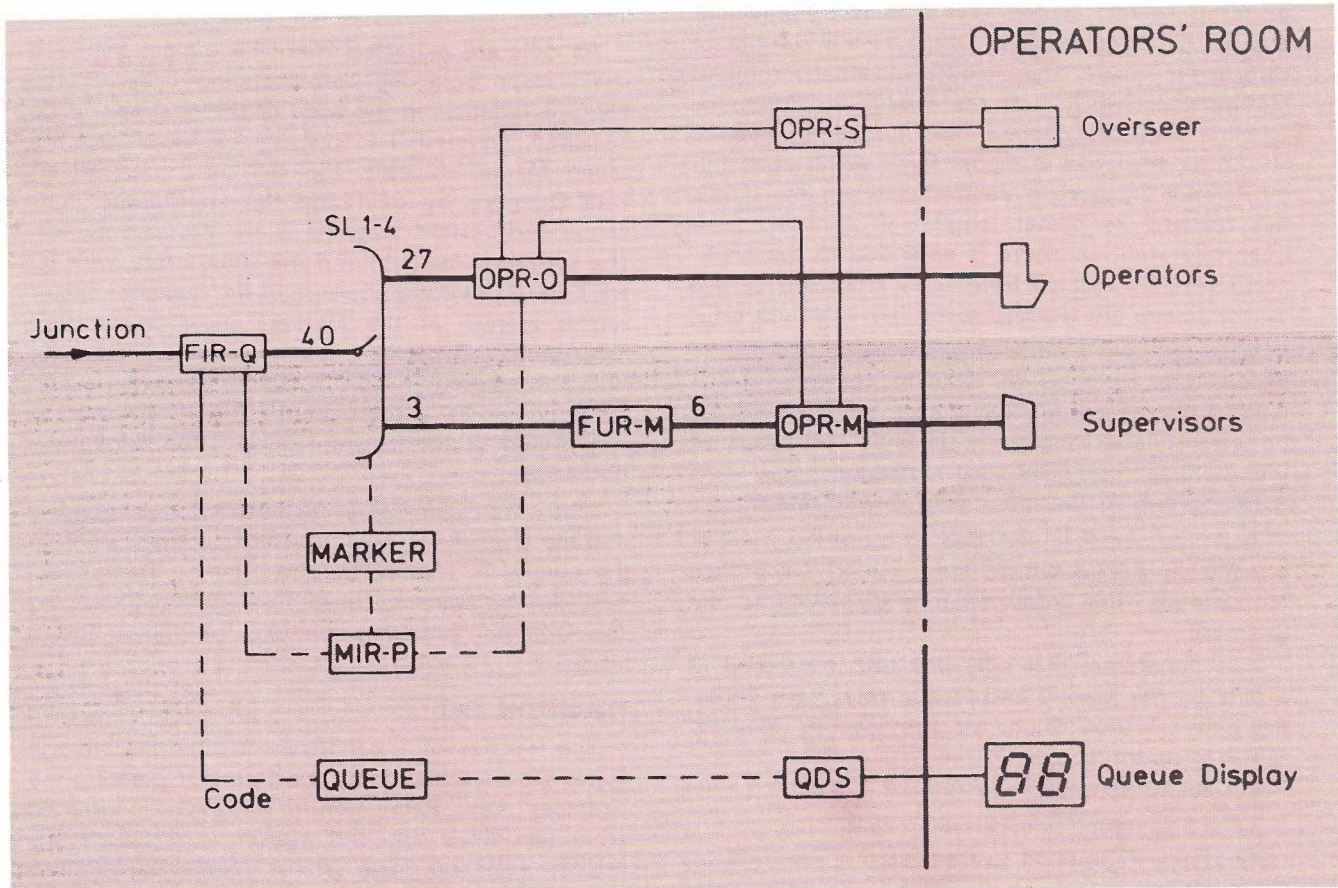 OPERATORS' ROOM
OPR-S
Overseer
SL 1-4
27
OPR-O
Operators
Junction
FIR-Q
40
3
FUR-M
6
OPR-M
Supervisors
MARKER
MIR-P
Code
QUEUE
QDS
88
Queue Display